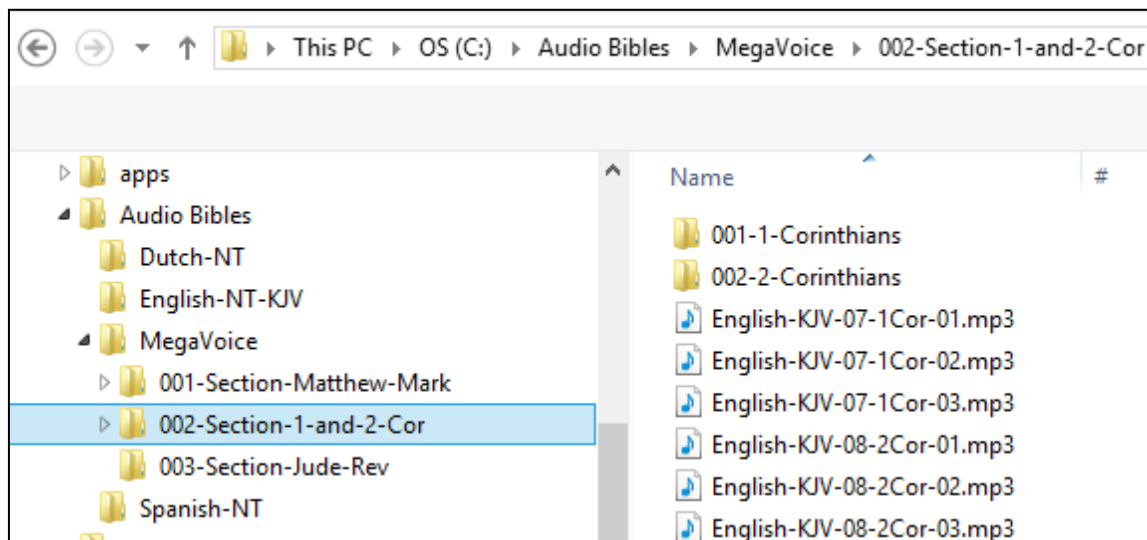 This PC OS (C:) Audio Bibles MegaVoice 002-Section-1-and-2-Cor
apps
Audio Bibles
Dutch-NT
English-NT-KJV
MegaVoice
001-Section-Matthew-Mark
002-Section-1-and-2-Cor
003-Section-Jude-Rev
Spanish-NT
Name #
001-1-Corinthians
002-2-Corinthians
English-KJV-07-1Cor-01.mp3
English-KJV-07-1Cor-02.mp3
English-KJV-07-1Cor-03.mp3
English-KJV-08-2Cor-01.mp3
English-KJV-08-2Cor-02.mp3
English-KJV-08-2Cor-03.mp3